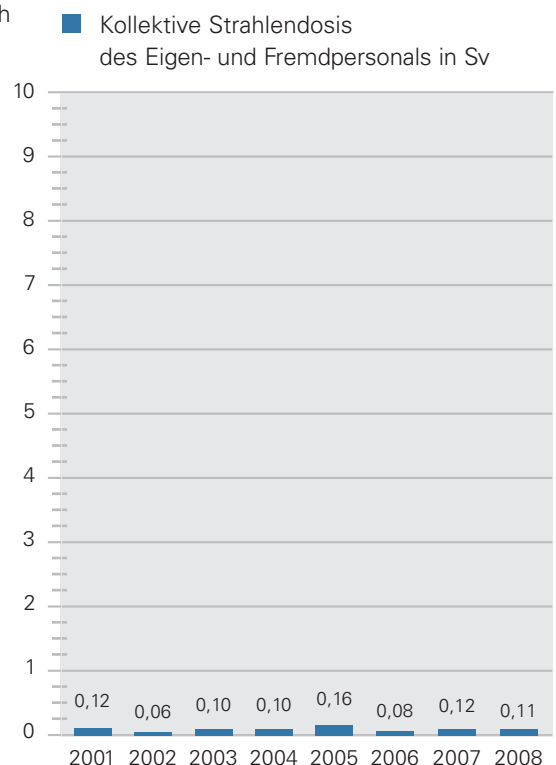 h
Kollektive Strahlendosis
des Eigen- und Fremdpersonals in Sv
10
9
8
7
6
5
4
3
2
1
0
0,12 0,06 0,10 0,10 0,16 0,08 0,12 0,11
2001 2002 2003 2004 2005 2006 2007 2008